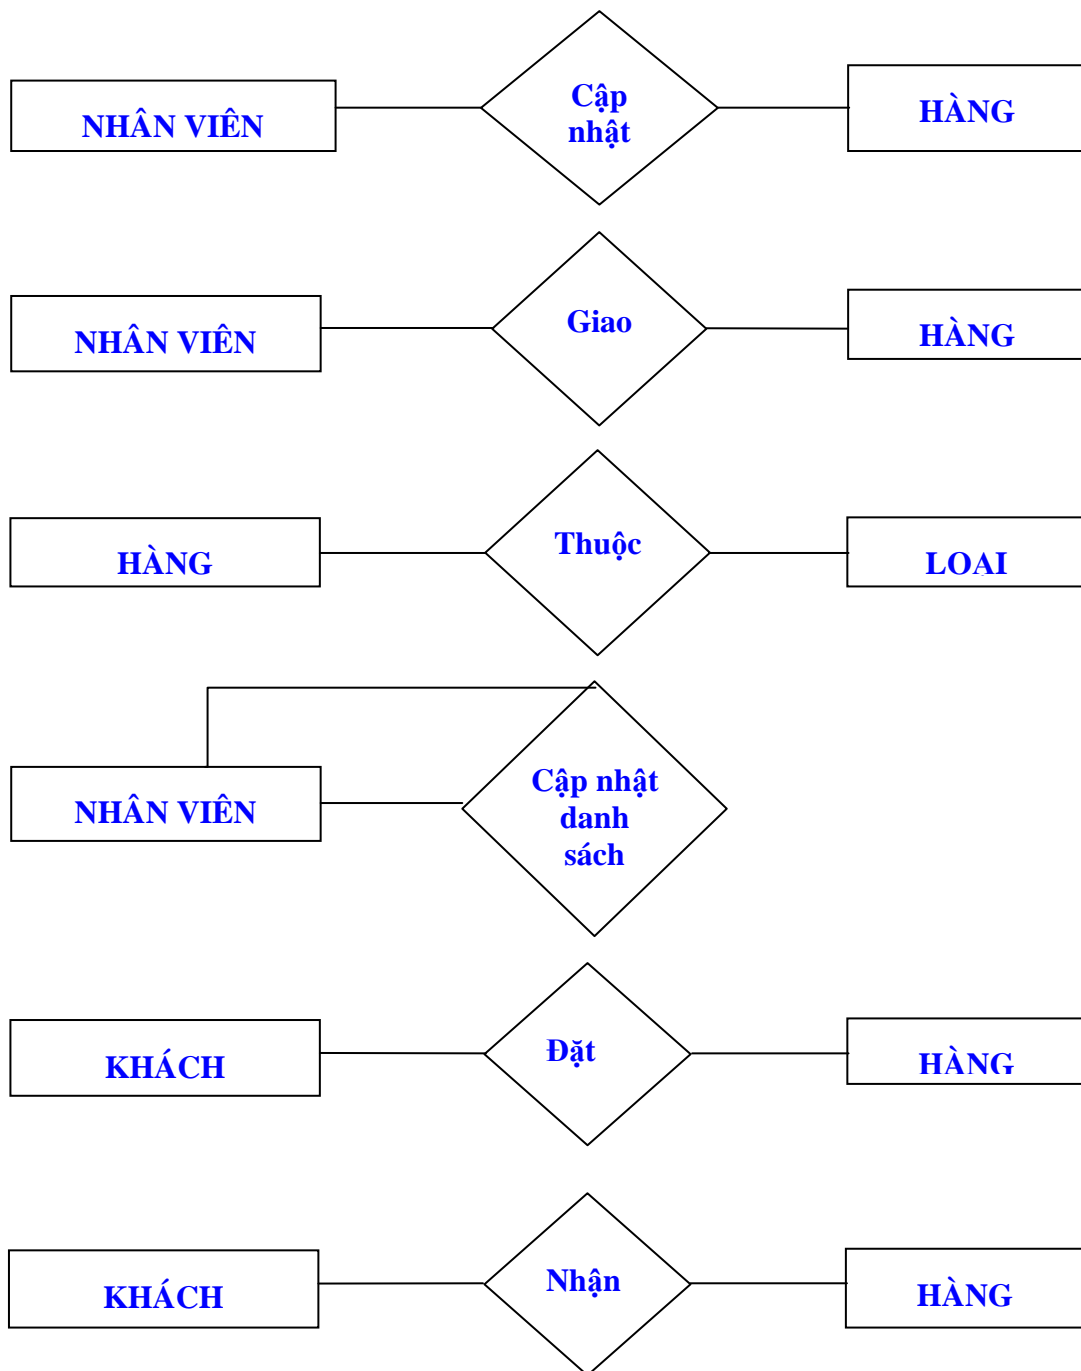 Cập
nhật
NHÂN VIÊN
HÀNG
Giao
NHÂN VIÊN
HÀNG
Thuộc
HÀNG
LOẠI
Cập nhật
danh
sách
NHÂN VIÊN
Đặt
KHÁCH
HÀNG
Nhận
KHÁCH
HÀNG